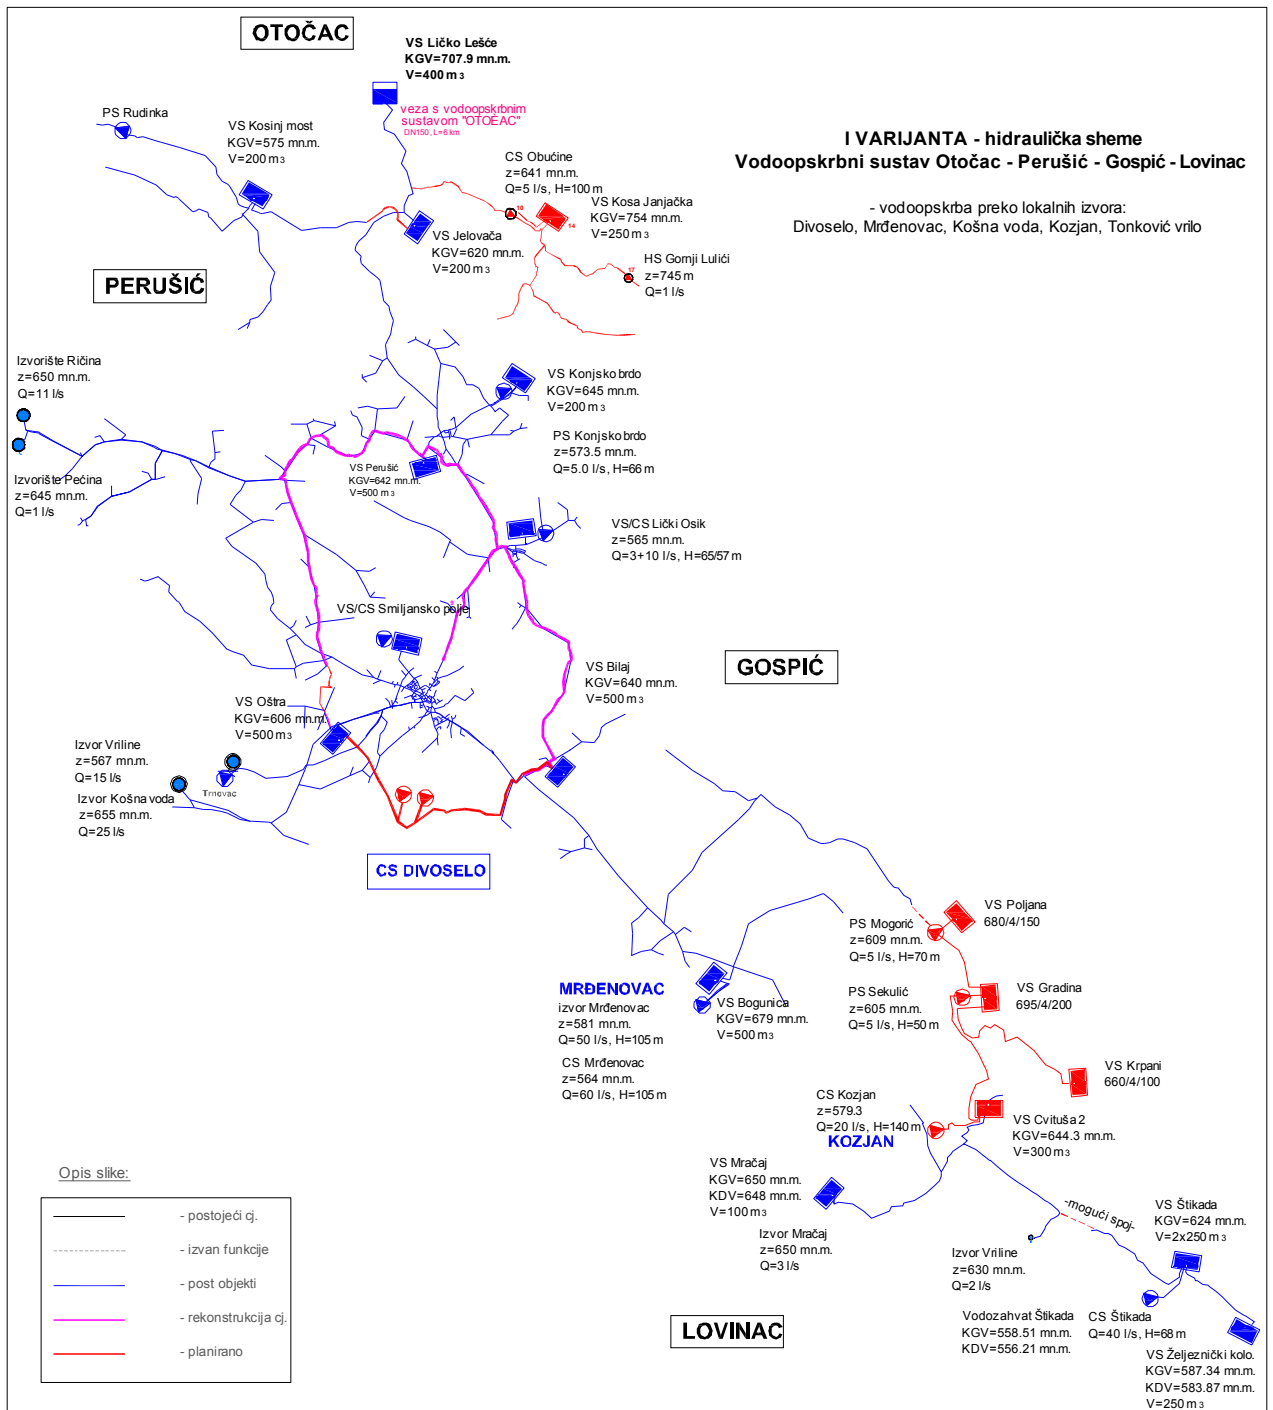 OTOČAC
VS Ličko Lešće
KGV=707.9 mn.m.
V=400 m3
veza s vodoopskrbnim
sustavom "OTOÈAC"
DN150, L=6 km
PS Rudinka
VS Kosinj most
KGV=575 mn.m.
V=200 m3
I VARIJANTA - hidraulička sheme
Vodoopskrbni sustav Otočac - Perušić - Gospić - Lovinac
- vodoopskrba preko lokalnih izvora:
Divoselo, Mrđenovac, Košna voda, Kozjan, Tonković vrilo
CS Obućine
z=641 mn.m.
Q=5 l/s, H=100 m
10
VS Kosa Janjačka
KGV=754 mn.m.
V=250 m3
14
VS Jelovača
KGV=620 mn.m.
V=200 m3
HS Gornji Lulići
z=745 m
Q=1 l/s
17
PERUŠIĆ
Izvorište Ričina
z=650 mn.m.
Q=11 l/s
VS Konjsko brdo
KGV=645 mn.m.
V=200 m3
PS Konjsko brdo
z=573.5 mn.m.
Q=5.0 l/s, H=66 m
VS Perušić
KGV=642 mn.m.
V=500 m3
Izvorište Pećina
z=645 mn.m.
Q=1 l/s
VS/CS Lički Osik
z=565 mn.m.
Q=3+10 l/s, H=65/57 m
VS/CS Smiljansko polje
VS Bilaj
KGV=640 mn.m.
V=500 m3
GOSPIĆ
VS Oštra
KGV=606 mn.m.
V=500 m3
Izvor Vriline
z=567 mn.m.
Q=15 l/s
Trnovac
Izvor Košna voda
z=655 mn.m.
Q=25 l/s
CS DIVOSELO
VS Poljana
680/4/150
PS Mogorić
z=609 mn.m.
Q=5 l/s, H=70 m
MRĐENOVAC
izvor Mrđenovac
z=581 mn.m.
Q=50 l/s, H=105 m
CS Mrđenovac
z=564 mn.m.
Q=60 l/s, H=105 m
VS Bogunica
KGV=679 mn.m.
V=500 m3
PS Sekulić
z=605 mn.m.
Q=5 l/s, H=50 m
VS Gradina
695/4/200
VS Krpani
660/4/100
CS Kozjan
z=579.3
Q=20 l/s, H=140 m
KOZJAN
VS Cvituša 2
KGV=644.3 mn.m.
V=300 m3
VS Mračaj
KGV=650 mn.m.
KDV=648 mn.m.
V=100 m3
Izvor Mračaj
z=650 mn.m.
Q=3 l/s
-mogući spoj-
VS Štikada
KGV=624 mn.m.
V=2x250 m3
Izvor Vriline
z=630 mn.m.
Q=2 l/s
Vodozahvat Štikada
KGV=558.51 mn.m.
KDV=556.21 mn.m.
CS Štikada
Q=40 l/s, H=68 m
VS Željeznički kolo.
KGV=587.34 mn.m.
KDV=583.87 mn.m.
V=250 m3
LOVINAC
Opis slike:
- postojeći cj.
- izvan funkcije
- post objekti
- rekonstrukcija cj.
- planirano